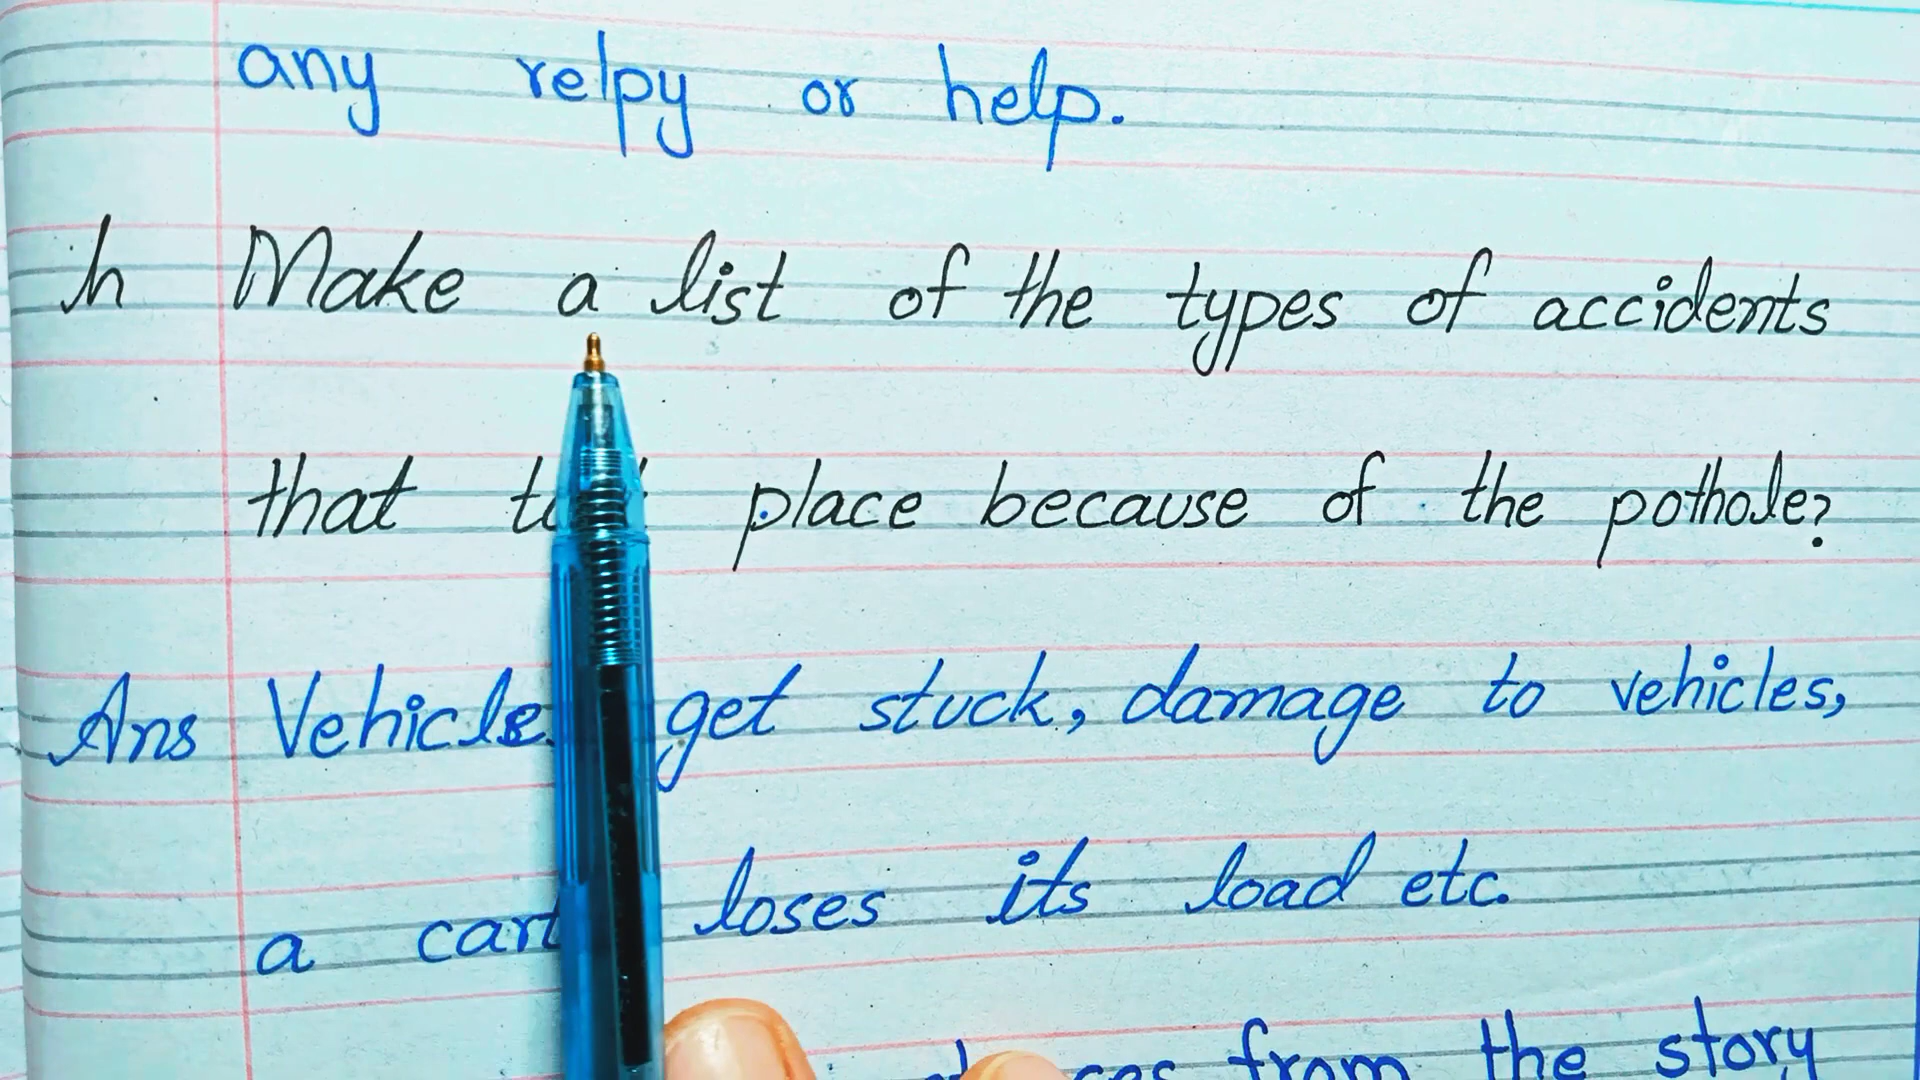 any relpy or help.
h Make a list of the types of accidents
that place because of the pothole?
Ans Vehicle get stuck, damage to vehicles,
a cart loses its load etc.
from the story